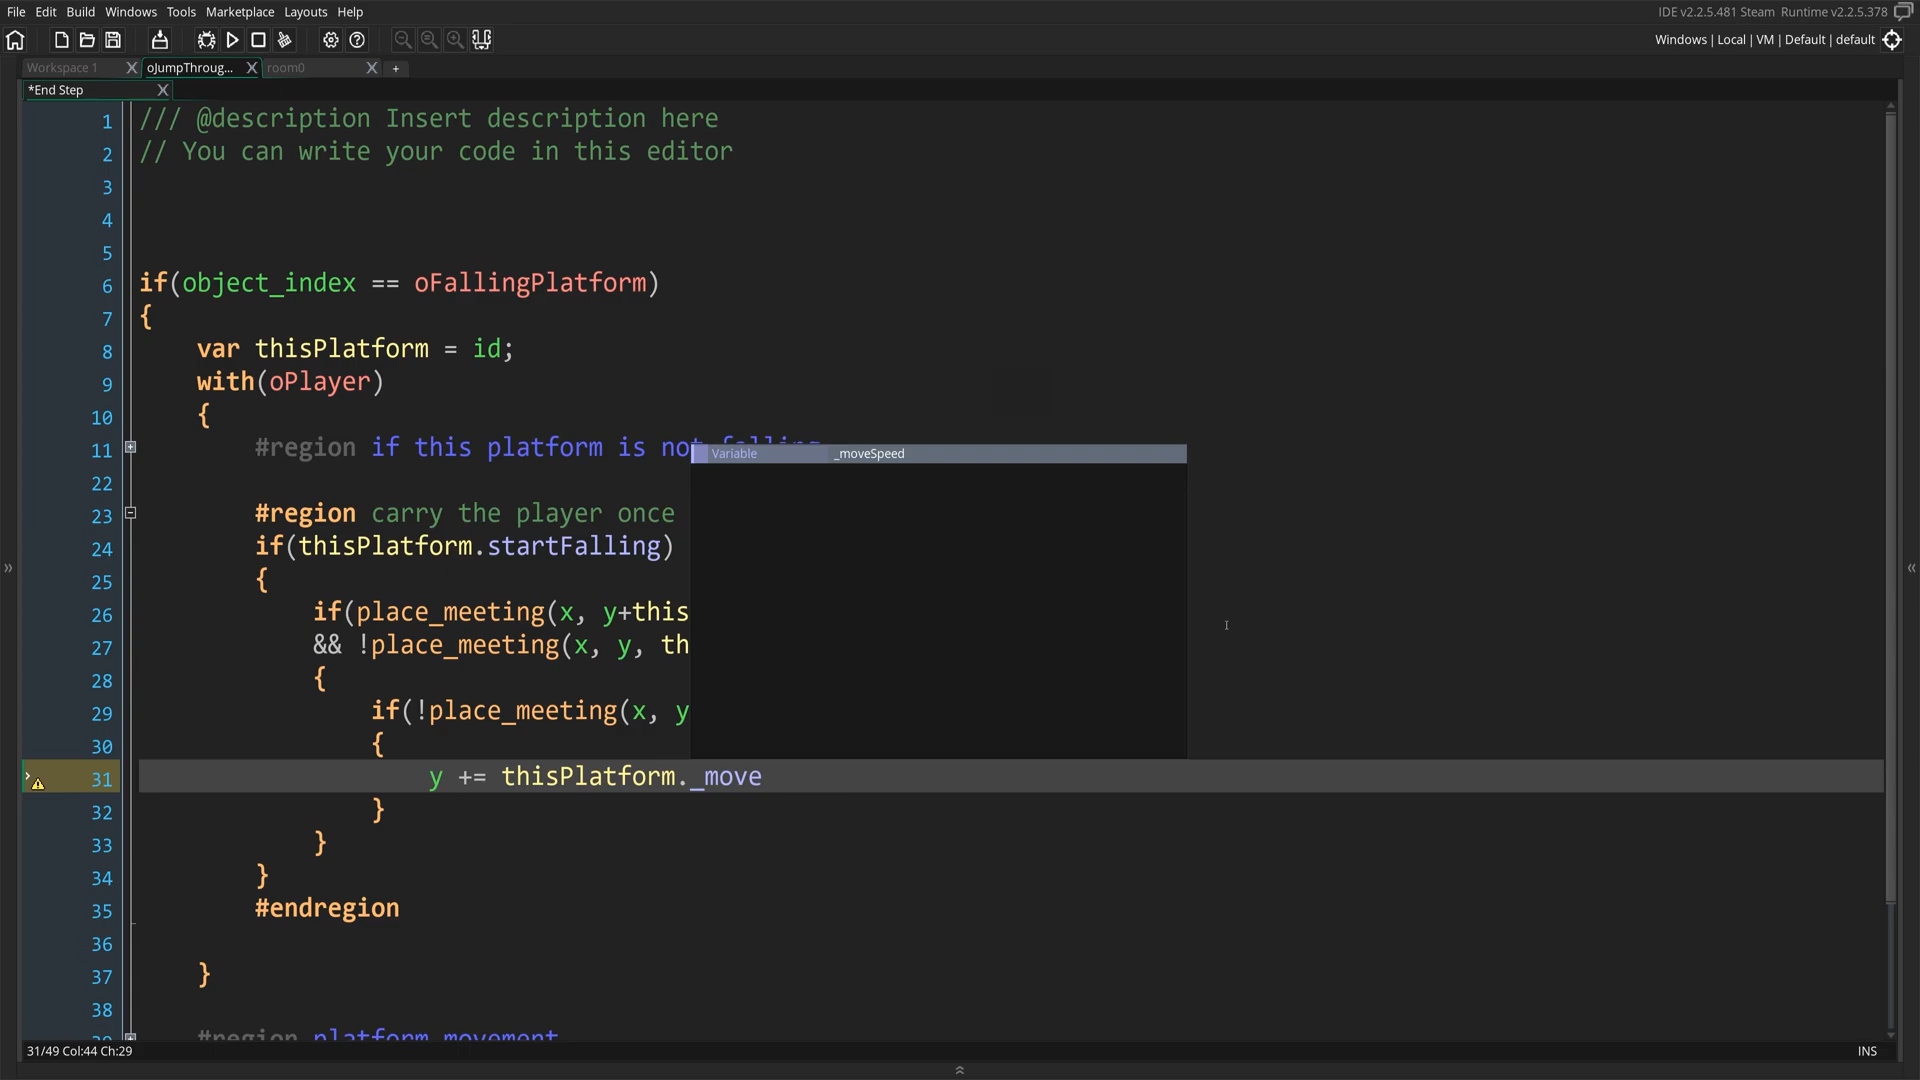 File Edit Build Windows Tools Marketplace Layouts Help
IDE v2.2.5.481 Steam Runtime v2.2.5.378
Windows | Local | VM | Default | default
Workspace 1 X oJumpThroug... X room0 X +
*End Step X
1 /// @description Insert description here
2 // You can write your code in this editor
3
4
5
6 if(object_index == oFallingPlatform)
7 {
8 var thisPlatform = id;
9 with(oPlayer)
10 {
11 #region if this platform is not falling
Variable _moveSpeed
22
23 #region carry the player once
24 if(thisPlatform.startFalling)
25 {
26 if(place_meeting(x, y+this
27 && !place_meeting(x, y, th
28 {
29 if(!place_meeting(x, y
30 {
31 y += thisPlatform._move
32 }
33 }
34 }
35 #endregion
36
37 }
38
39 #region platform movement
31/49 Col:44 Ch:29
INS